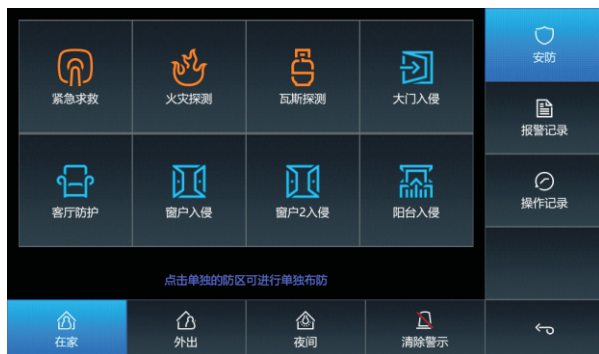 紧急求救
火灾探测
瓦斯探测
大门入侵
安防
报警记录
客厅防护
窗户入侵
窗户2入侵
阳台入侵
操作记录
点击单独的防区可进行单独布防
在家
外出
夜间
清除警示